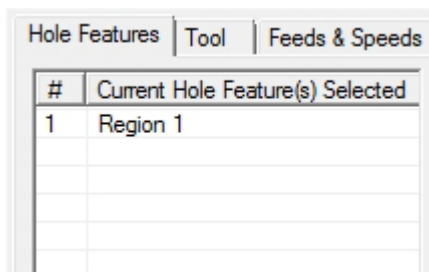 Hole Features Tool Feeds & Speeds
# Current Hole Feature(s) Selected
1 Region 1